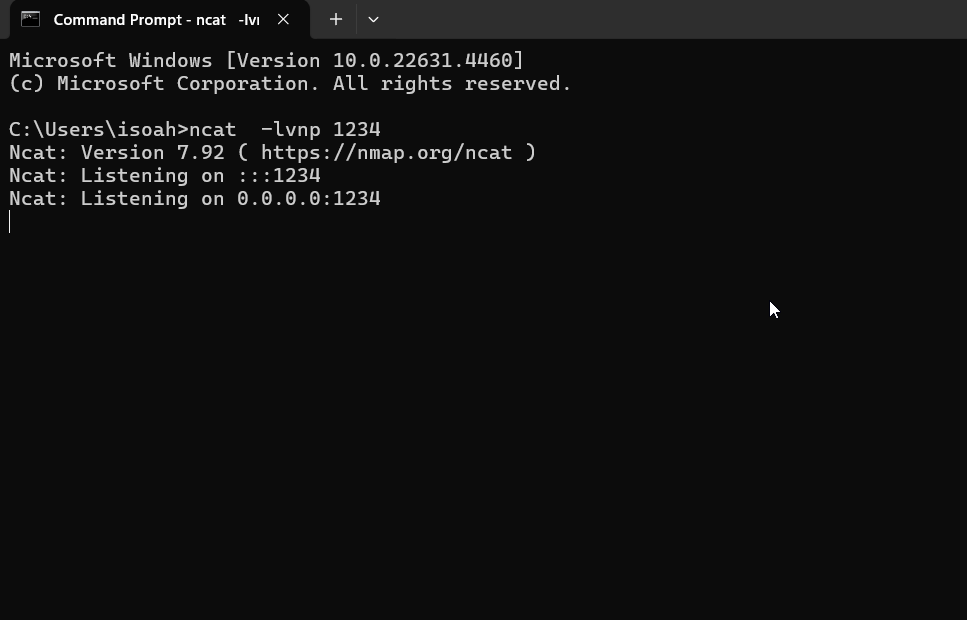 Command Prompt - ncat -lv
Microsoft Windows [Version 10.0.22631.4460]
(c) Microsoft Corporation. All rights reserved.
C:\Users\isoah>ncat  -lvnp 1234
Ncat: Version 7.92 ( https://nmap.org/ncat )
Ncat: Listening on :::1234
Ncat: Listening on 0.0.0.0:1234